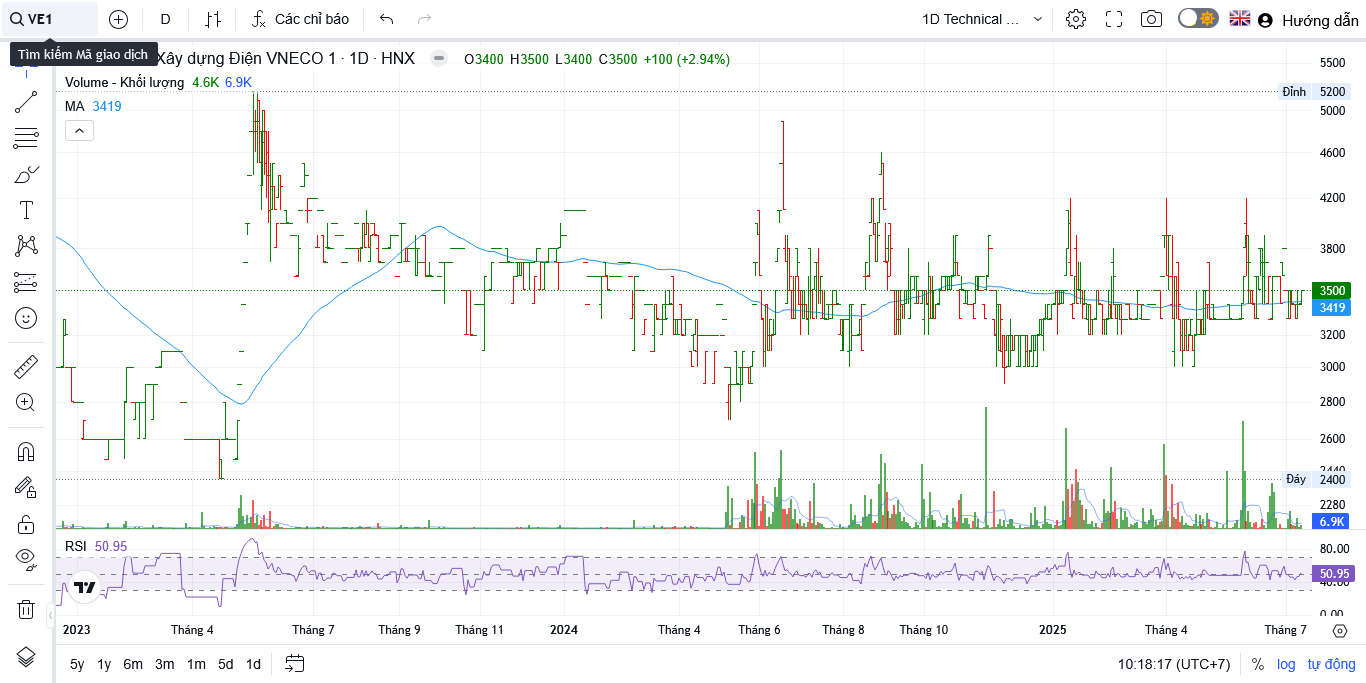 VE1 D Các chỉ báo 1D Technical ... Hướng dẫn
Tìm kiếm Mã giao dịch
Xây dựng Điện VNECO 1 · 1D · HNX O3400 H3500 L3400 C3500 +100 (+2.94%)
Volume - Khối lượng 4.6K 6.9K
MA 3419
5500
Đỉnh 5200
5000
4600
4200
3800
3500
3419
3200
3000
2800
2600
2440
Đáy 2400
2280
6.9K
RSI 50.95
80.00
50.95
40.00
0.00
2023 Tháng 4 Tháng 7 Tháng 9 Tháng 11 2024 Tháng 4 Tháng 6 Tháng 8 Tháng 10 2025 Tháng 4 Tháng 7
5y 1y 6m 3m 1m 5d 1d 10:18:17 (UTC+7) % log tự động